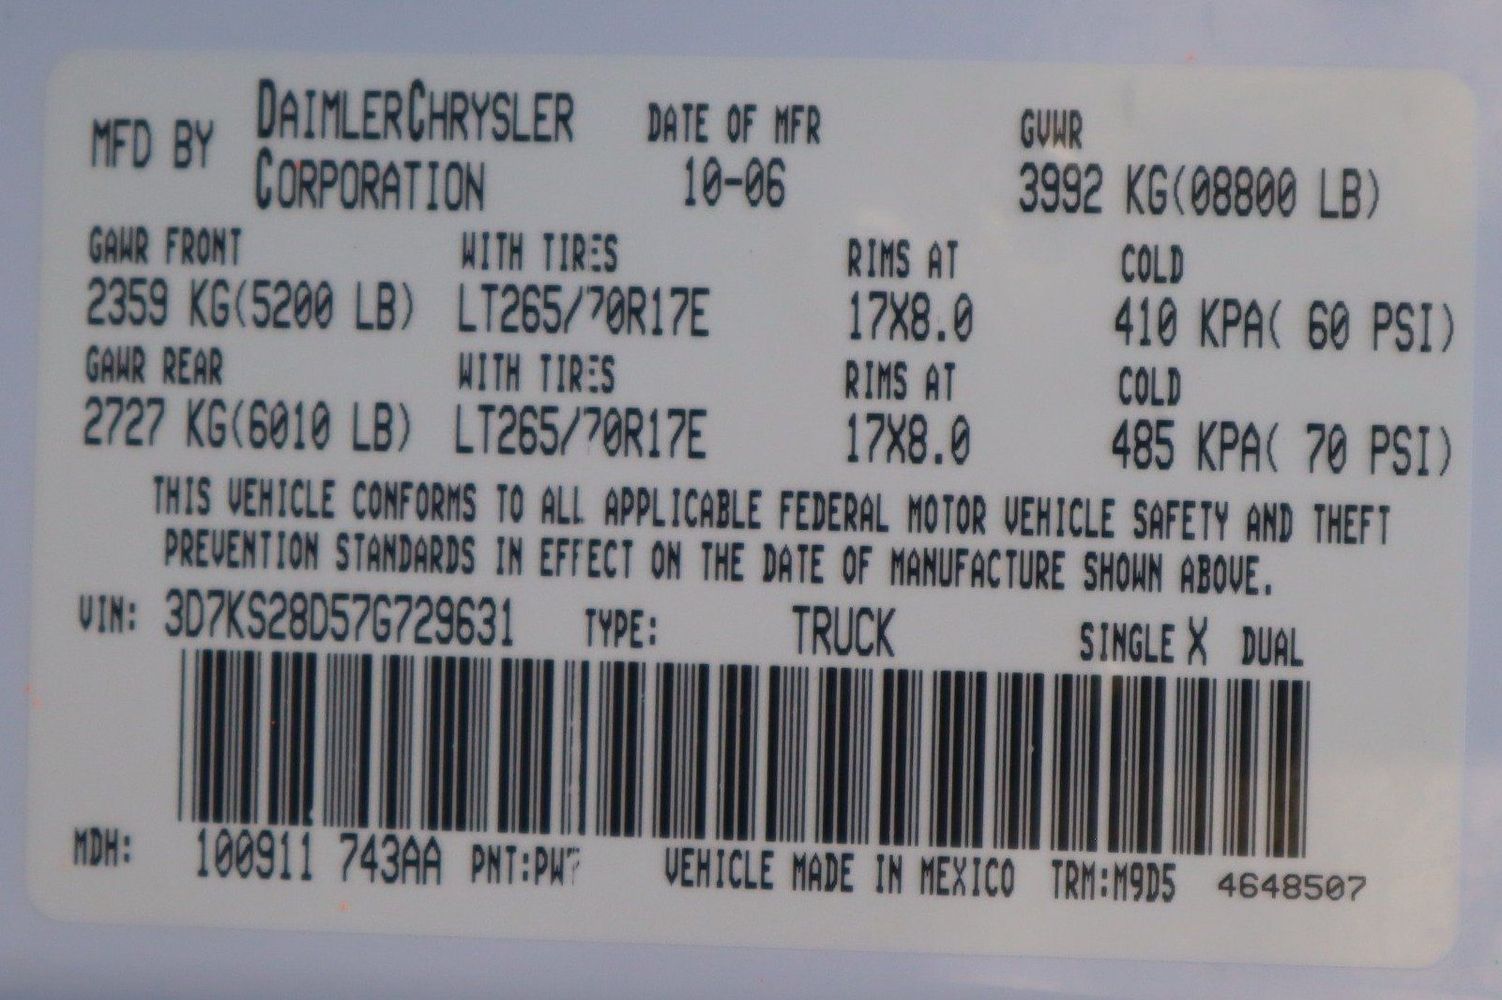 MFD BY DAIMLERCHRYSLER CORPORATION DATE OF MFR 10-06 GVWR 3992 KG(08800 LB)
GAWR FRONT WITH TIRES RIMS AT COLD
2359 KG(5200 LB) LT265/70R17E 17X8.0 410 KPA( 60 PSI)
GAWR REAR WITH TIRES RIMS AT COLD
2727 KG(6010 LB) LT265/70R17E 17X8.0 485 KPA( 70 PSI)
THIS VEHICLE CONFORMS TO ALL APPLICABLE FEDERAL MOTOR VEHICLE SAFETY AND THEFT
PREVENTION STANDARDS IN EFFECT ON THE DATE OF MANUFACTURE SHOWN ABOVE.
VIN: 3D7KS28D57G729631 TYPE: TRUCK SINGLE X DUAL
MDH: 100911 743AA PNT:PW7 VEHICLE MADE IN MEXICO TRM:M9D5 4648507